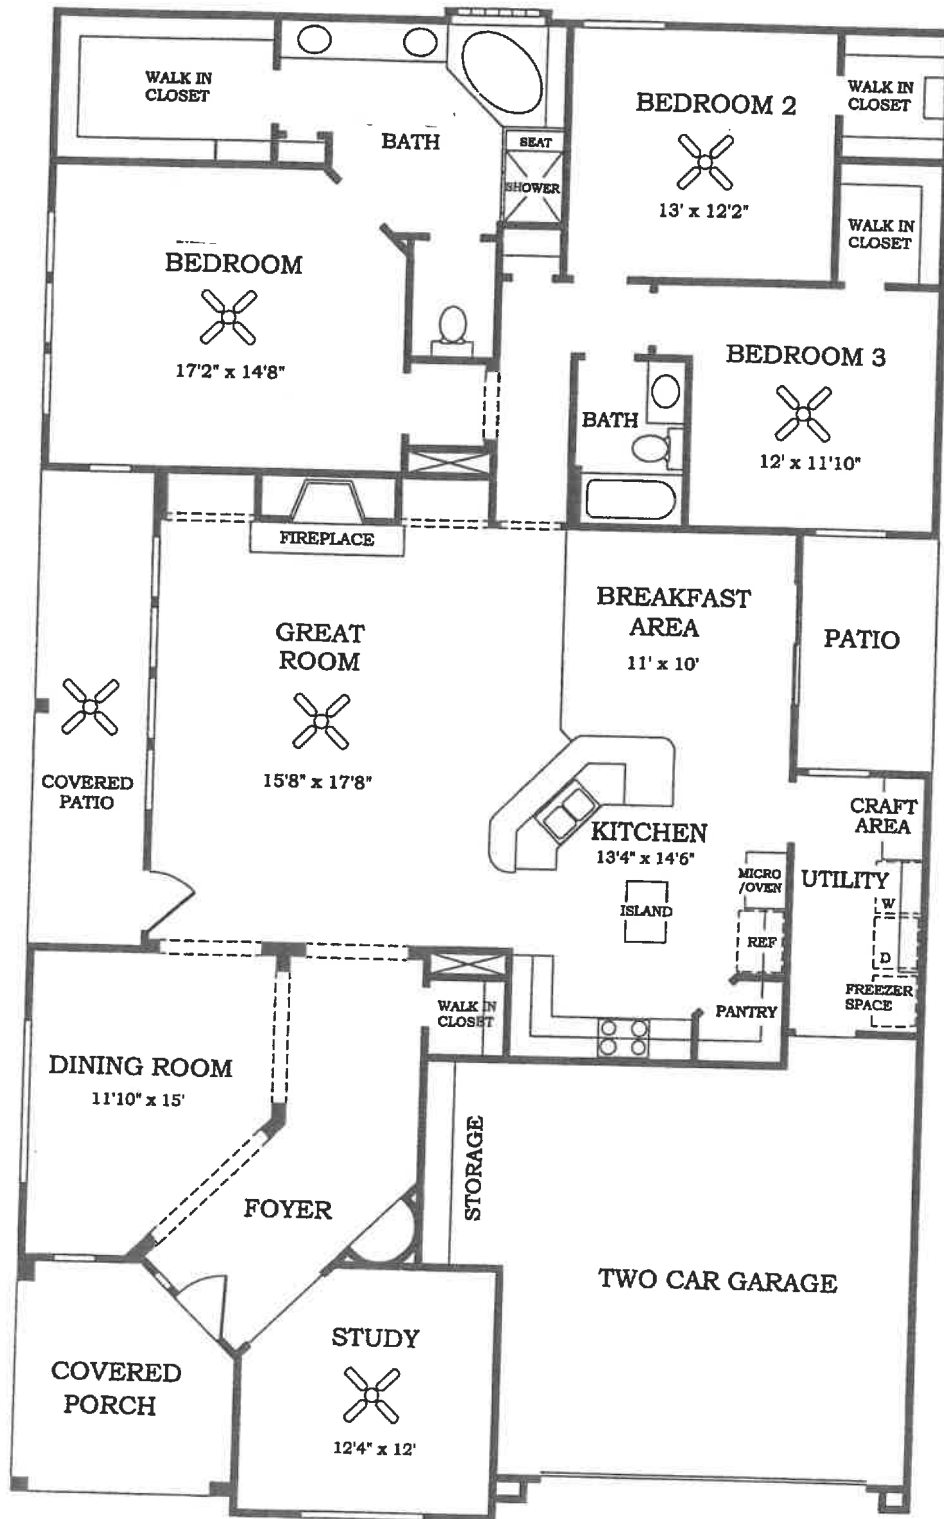 WALK IN
CLOSET
BATH
SEAT
SHOWER
BEDROOM 2
13' x 12'2"
WALK IN
CLOSET
WALK IN
CLOSET
BEDROOM
17'2" x 14'8"
BEDROOM 3
12' x 11'10"
BATH
FIREPLACE
GREAT
ROOM
15'8" x 17'8"
BREAKFAST
AREA
11' x 10'
PATIO
COVERED
PATIO
KITCHEN
13'4" x 14'6"
ISLAND
MICRO
/OVEN
REF
PANTRY
CRAFT
AREA
UTILITY
W
D
FREEZER
SPACE
WALK IN
CLOSET
DINING ROOM
11'10" x 15'
FOYER
STORAGE
TWO CAR GARAGE
STUDY
12'4" x 12'
COVERED
PORCH